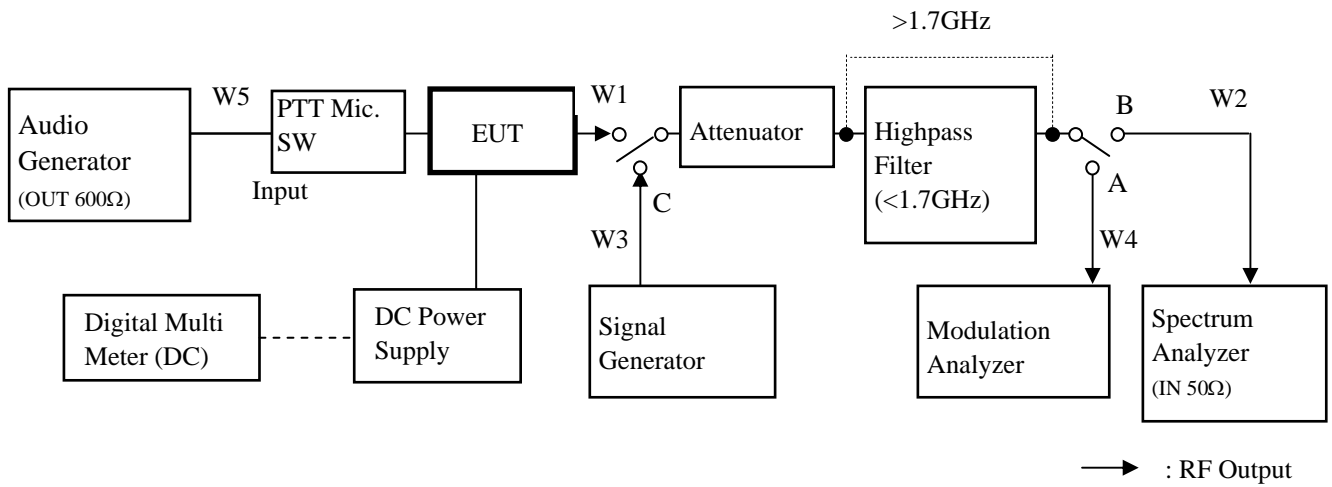 >1.7GHz
W5
W1
W2
Audio
Generator
(OUT 600Ω)
PTT Mic.
SW
Input
EUT
C
W3
Attenuator
Highpass
Filter
(<1.7GHz)
B
A
W4
Digital Multi
Meter (DC)
DC Power
Supply
Signal
Generator
Modulation
Analyzer
Spectrum
Analyzer
(IN 50Ω)
: RF Output